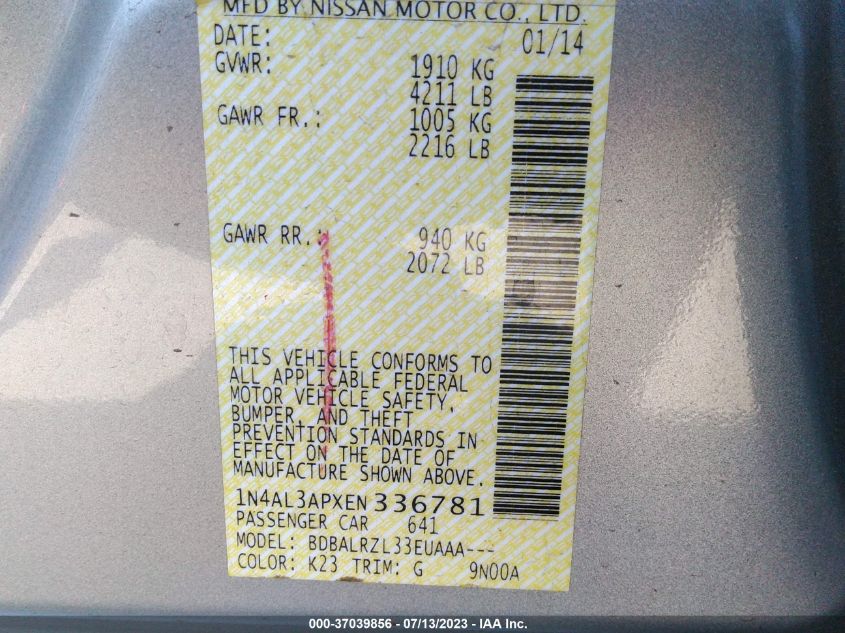 MFD BY NISSAN MOTOR CO., LTD.
DATE: 01/14
GVWR: 1910 KG
4211 LB
GAWR FR.: 1005 KG
2216 LB
GAWR RR.: 940 KG
2072 LB
THIS VEHICLE CONFORMS TO
ALL APPLICABLE FEDERAL
MOTOR VEHICLE SAFETY,
BUMPER, AND THEFT
PREVENTION STANDARDS IN
EFFECT ON THE DATE OF
MANUFACTURE SHOWN ABOVE.
1N4AL3APXEN336781
PASSENGER CAR 641
MODEL: BDBALRZL33EUAAA---
COLOR: K23 TRIM: G 9N00A
000-37039856 — 07/13/2023 - IAA Inc.